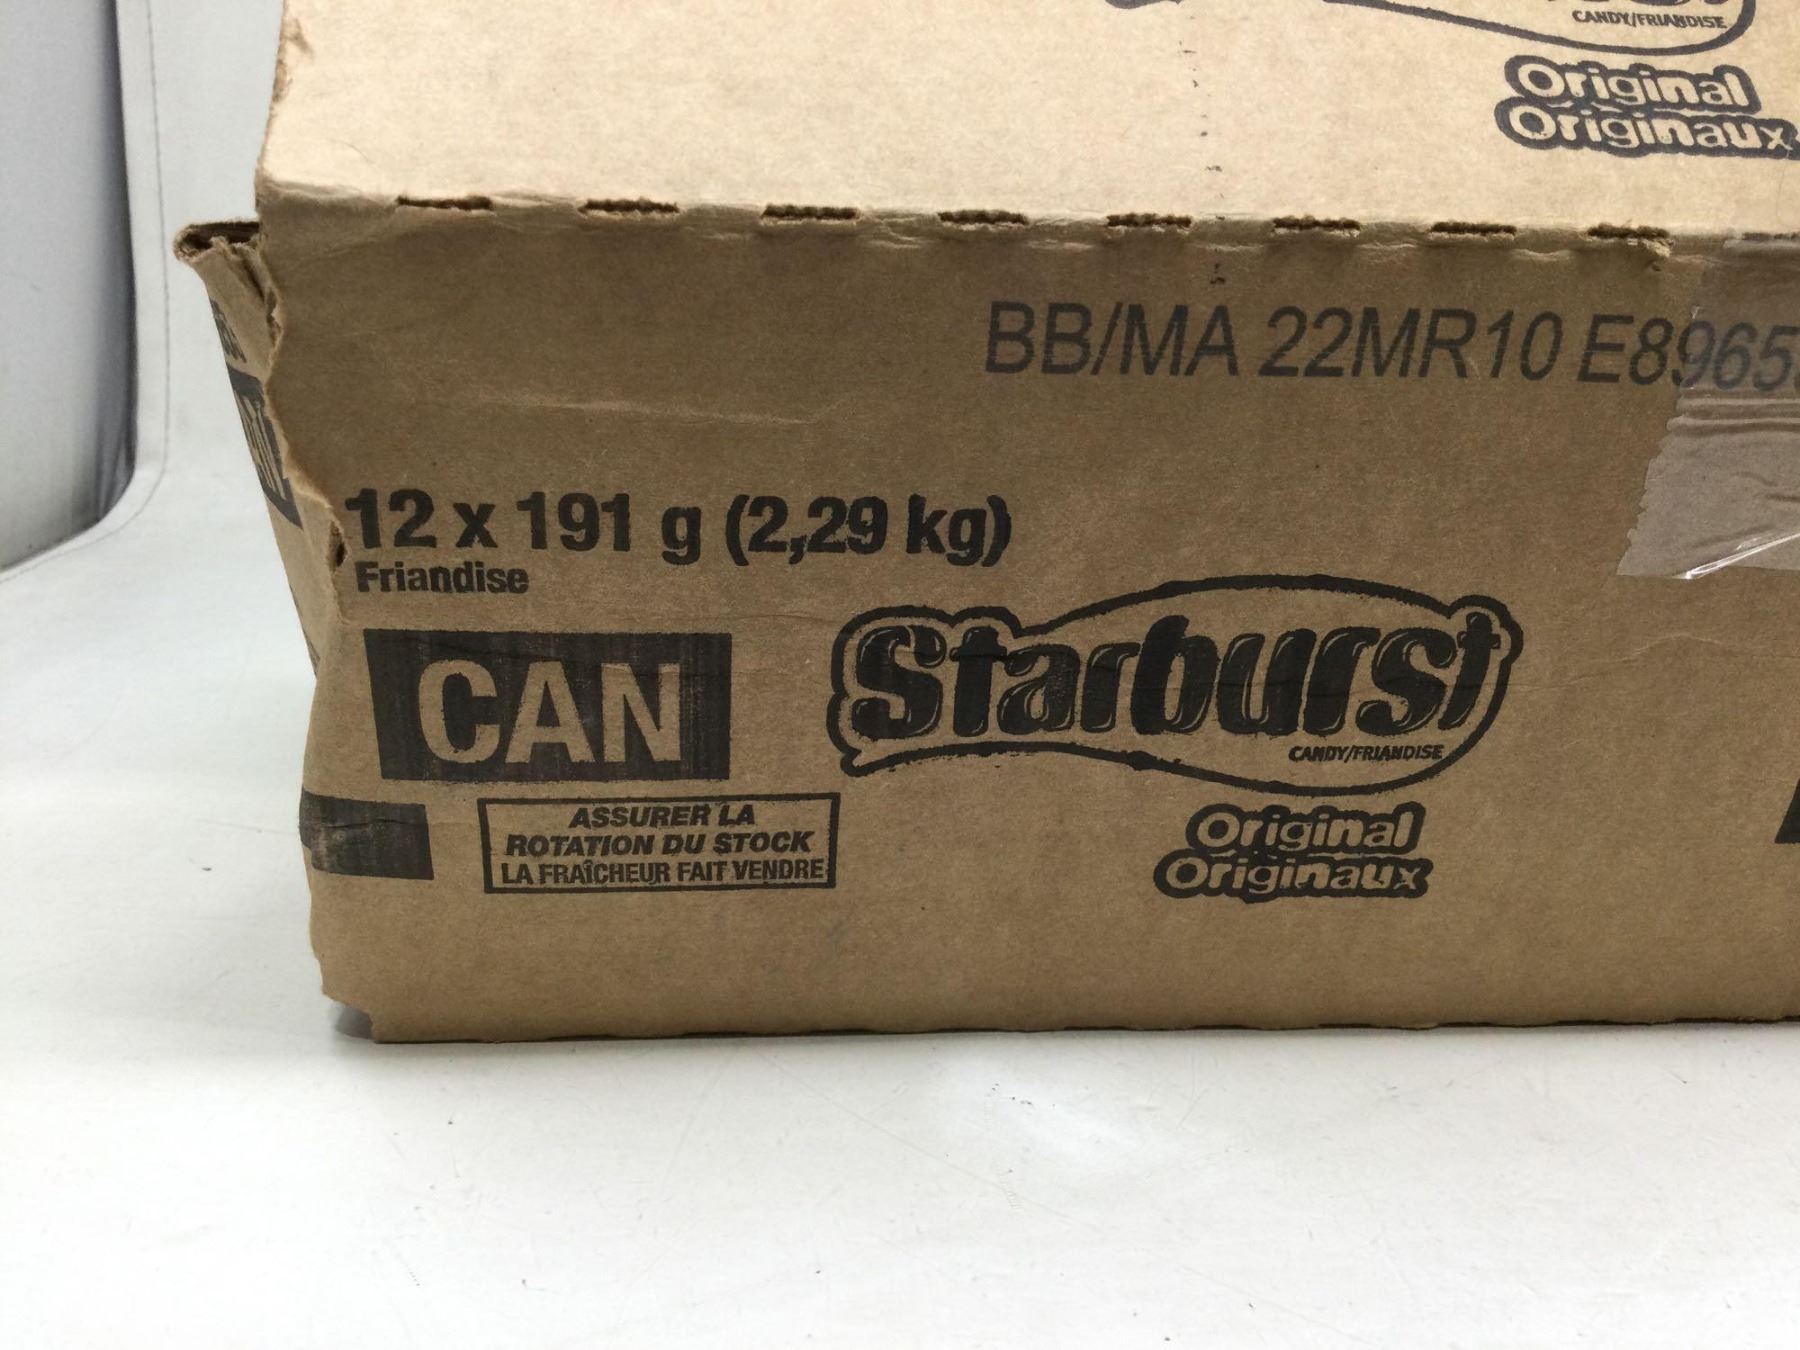 CANDY/FRIANDISE
Original
Originaux
BB/MA 22MR10 E8965
12 x 191 g (2,29 kg)
Friandise
CAN
Starburst
CANDY/FRIANDISE
ASSURER LA
ROTATION DU STOCK
LA FRAÎCHEUR FAIT VENDRE
Original
Originaux